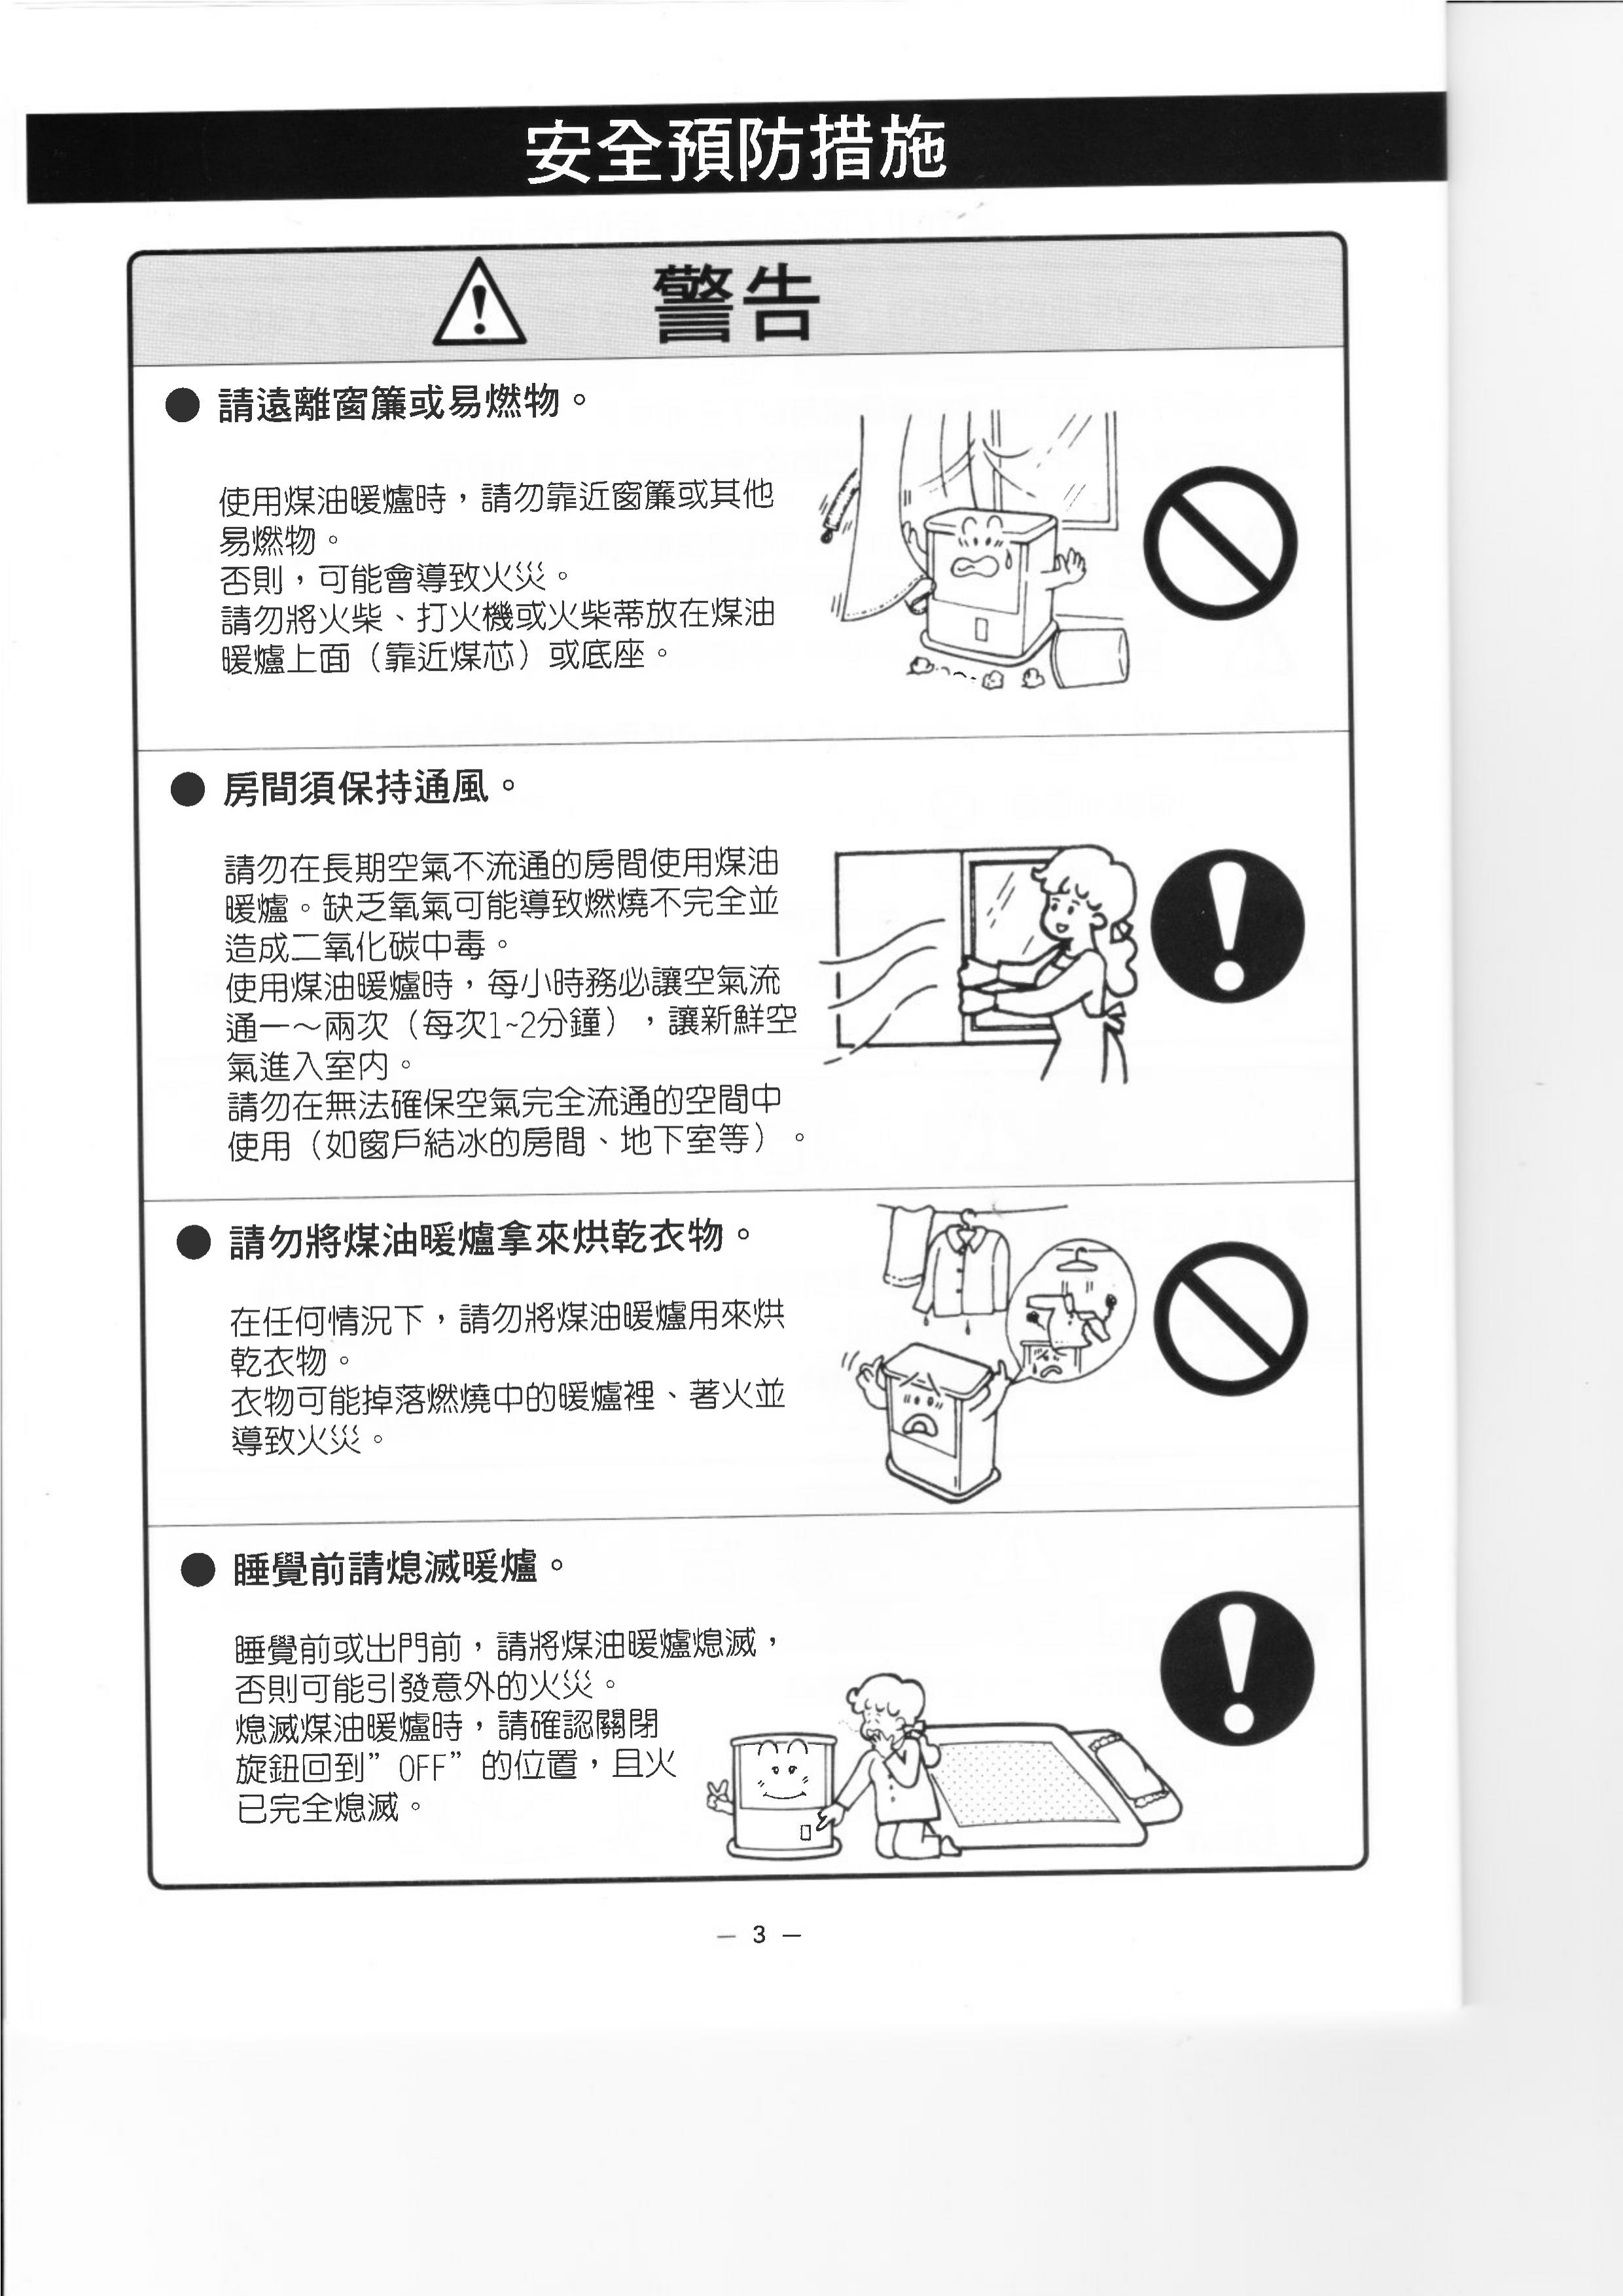 安全預防措施
警告
● 請遠離窗簾或易燃物。
使用煤油暖爐時，請勿靠近窗簾或其他
易燃物。
否則，可能會導致火災。
請勿將火柴、打火機或火柴蒂放在煤油
暖爐上面（靠近煤芯）或底座。
● 房間須保持通風。
請勿在長期空氣不流通的房間使用煤油
暖爐。缺乏氧氣可能導致燃燒不完全並
造成二氧化碳中毒。
使用煤油暖爐時，每小時務必讓空氣流
通一～兩次（每次1~2分鐘），讓新鮮空
氣進入室內。
請勿在無法確保空氣完全流通的空間中
使用（如窗戶結冰的房間、地下室等）。
● 請勿將煤油暖爐拿來烘乾衣物。
在任何情況下，請勿將煤油暖爐用來烘
乾衣物。
衣物可能掉落燃燒中的暖爐裡、著火並
導致火災。
● 睡覺前請熄滅暖爐。
睡覺前或出門前，請將煤油暖爐熄滅，
否則可能引發意外的火災。
熄滅煤油暖爐時，請確認關閉
旋鈕回到”OFF”的位置，且火
已完全熄滅。
— 3 —